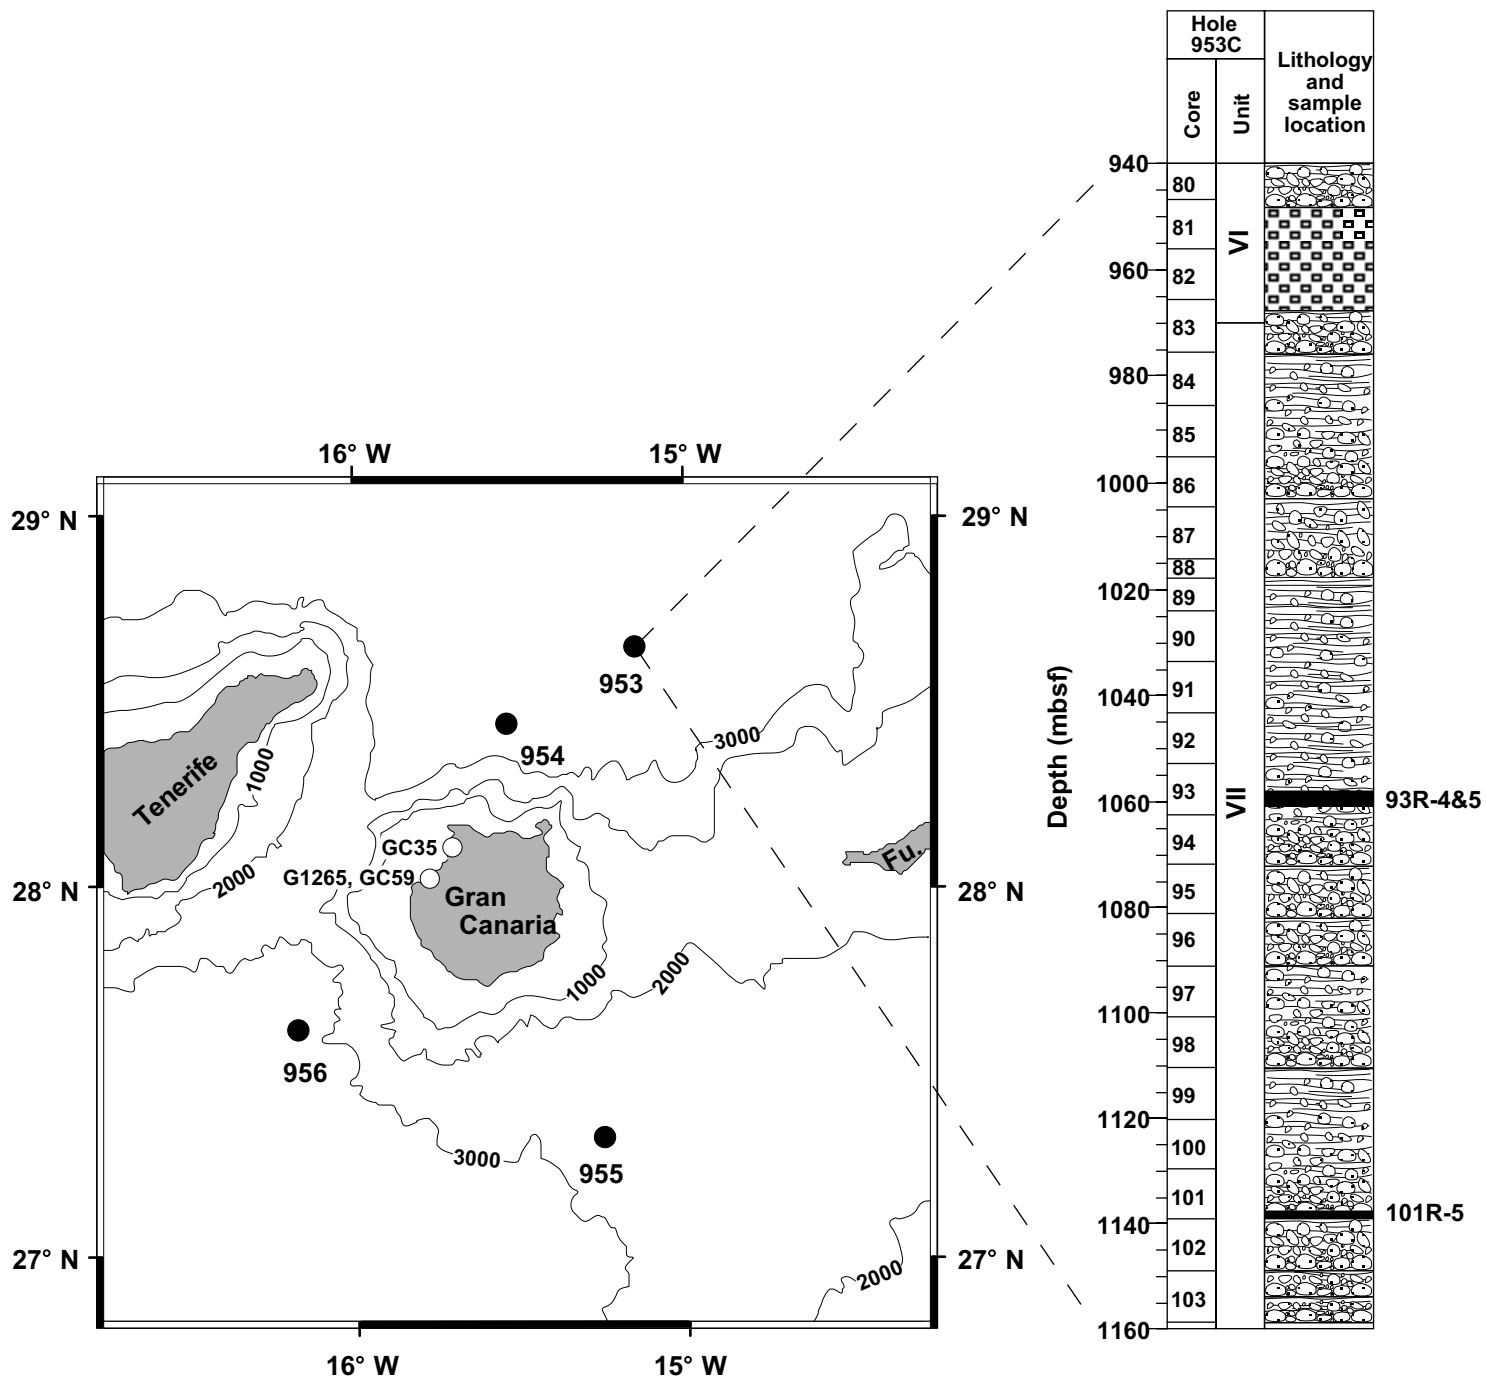 Hole
953C
Core
Unit
Lithology
and
sample
location
Depth (mbsf)
940
960
980
1000
1020
1040
1060
1080
1100
1120
1140
1160
80
81
82
83
84
85
86
87
88
89
90
91
92
93
94
95
96
97
98
99
100
101
102
103
VI
VII
93R-4&5
101R-5
16° W
15° W
29° N
29° N
28° N
28° N
27° N
27° N
16° W
15° W
953
954
3000
Tenerife
1000
2000
GC35
G1265, GC59
Gran
Canaria
Fu.
1000
2000
956
955
3000
2000